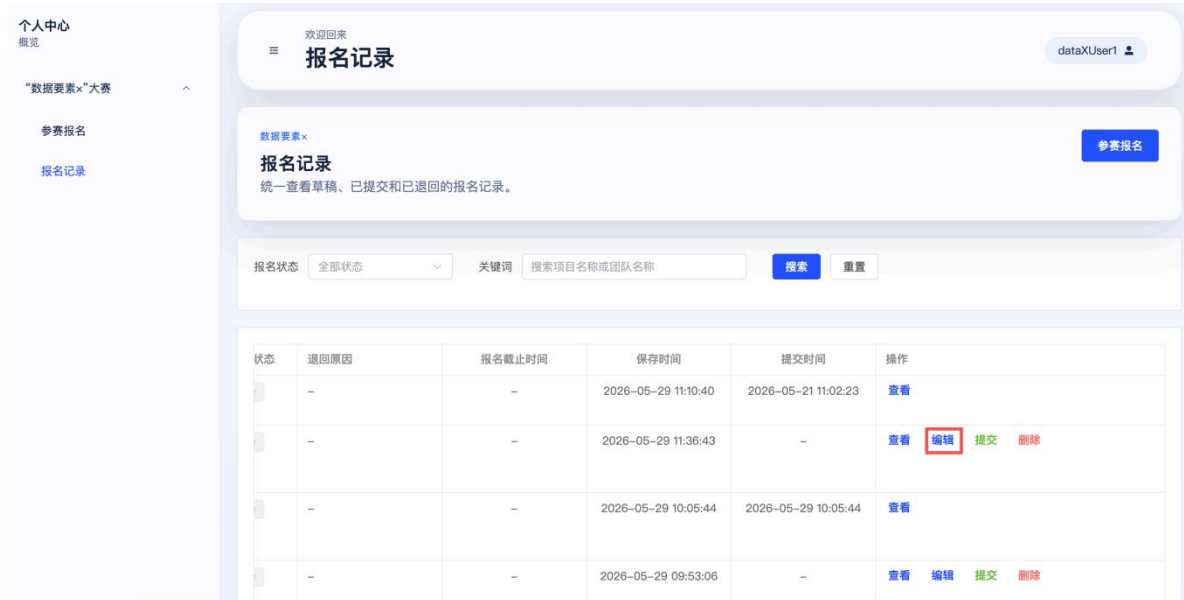 个人中心
概览
“数据要素×”大赛
参赛报名
报名记录
欢迎回来
报名记录
dataXUser1
数据要素×
报名记录
统一查看草稿、已提交和已退回的报名记录。
参赛报名
报名状态 全部状态 关键词 搜索项目名称或团队名称 搜索 重置
状态 退回原因 报名截止时间 保存时间 提交时间 操作
– – 2026-05-29 11:10:40 2026-05-21 11:02:23 查看
– – 2026-05-29 11:36:43 – 查看 编辑 提交 删除
– – 2026-05-29 10:05:44 2026-05-29 10:05:44 查看
– – 2026-05-29 09:53:06 – 查看 编辑 提交 删除